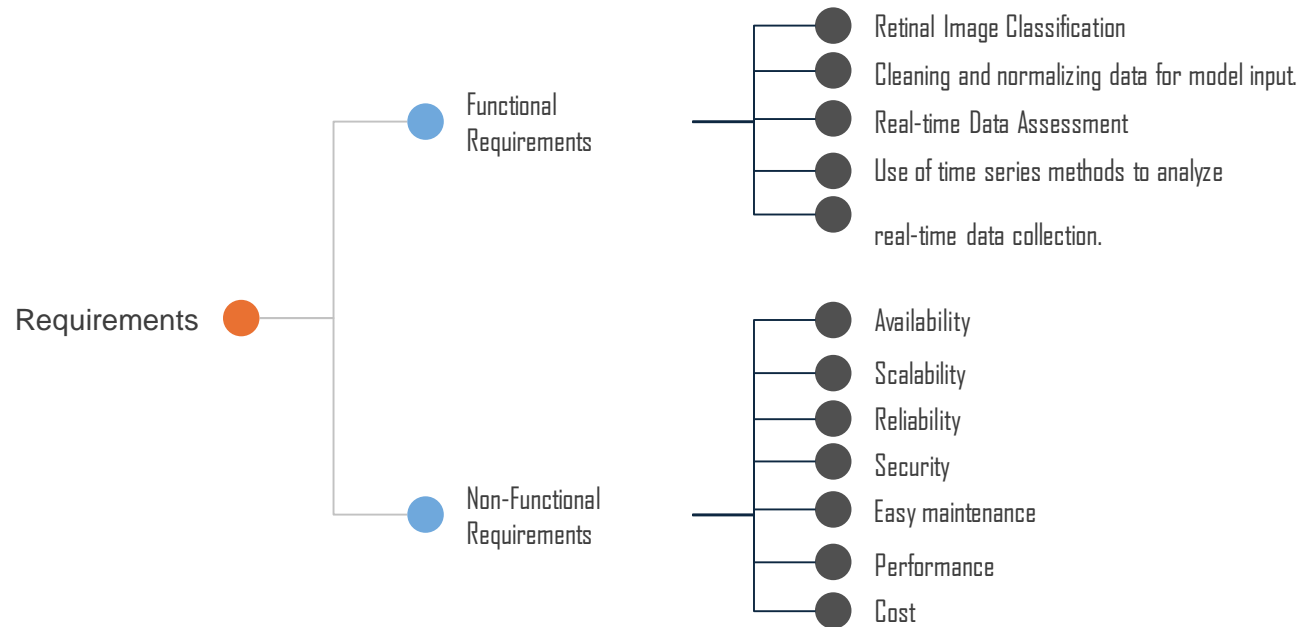 Retinal Image Classification
Cleaning and normalizing data for model input.
Functional
Requirements
Real-time Data Assessment
Use of time series methods to analyze
real-time data collection.
Requirements
Availability
Scalability
Reliability
Security
Non-Functional
Requirements
Easy maintenance
Performance
Cost